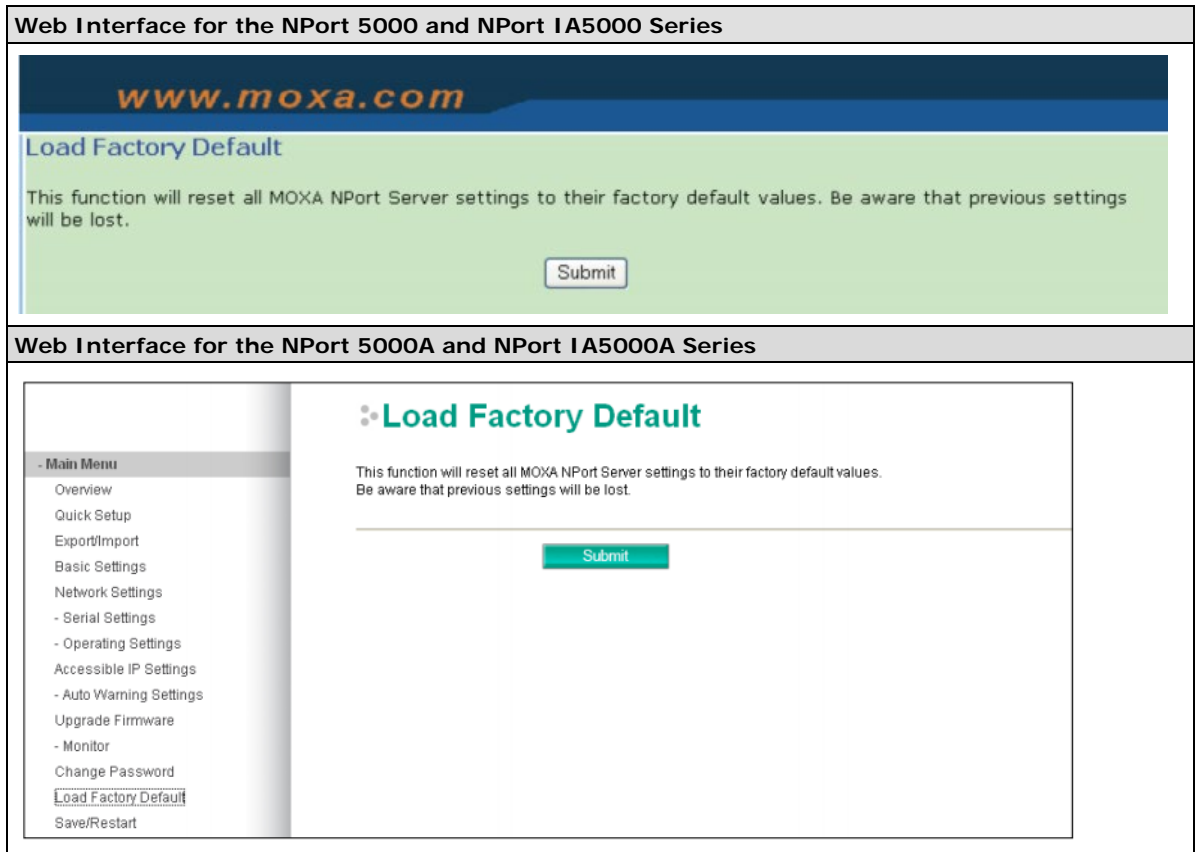 Web Interface for the NPort 5000 and NPort IA5000 Series
www.moxa.com
Load Factory Default
This function will reset all MOXA NPort Server settings to their factory default values. Be aware that previous settings
will be lost.
Submit
Web Interface for the NPort 5000A and NPort IA5000A Series
- Main Menu
Overview
Quick Setup
Export/Import
Basic Settings
Network Settings
- Serial Settings
- Operating Settings
Accessible IP Settings
- Auto Warning Settings
Upgrade Firmware
- Monitor
Change Password
Load Factory Default
Save/Restart
Load Factory Default
This function will reset all MOXA NPort Server settings to their factory default values.
Be aware that previous settings will be lost.
Submit